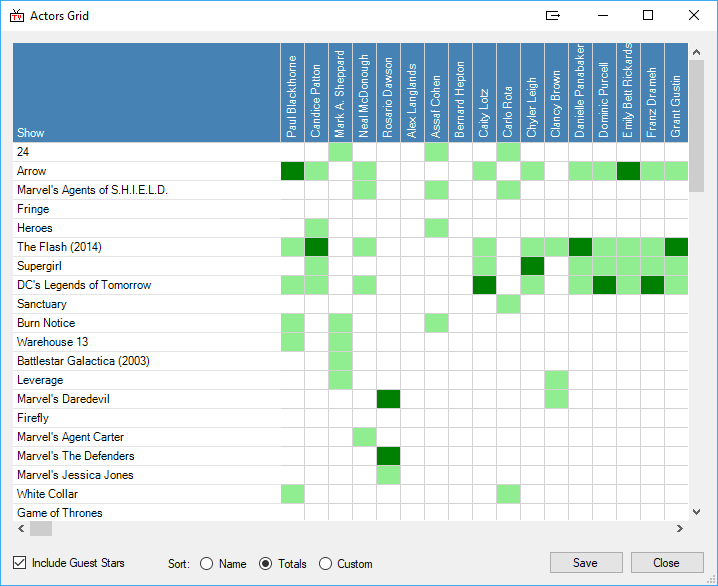 TV Actors Grid
Show
Paul Blackthorne
Candice Patton
Mark A. Sheppard
Neal McDonough
Rosario Dawson
Alex Langlands
Assaf Cohen
Bernard Hepton
Caity Lotz
Carlo Rota
Chyler Leigh
Clancy Brown
Danielle Panabaker
Dominic Purcell
Emily Bett Rickards
Franz Drameh
Grant Gustin
24
Arrow
Marvel's Agents of S.H.I.E.L.D.
Fringe
Heroes
The Flash (2014)
Supergirl
DC's Legends of Tomorrow
Sanctuary
Burn Notice
Warehouse 13
Battlestar Galactica (2003)
Leverage
Marvel's Daredevil
Firefly
Marvel's Agent Carter
Marvel's The Defenders
Marvel's Jessica Jones
White Collar
Game of Thrones
Include Guest Stars Sort: Name Totals Custom Save Close